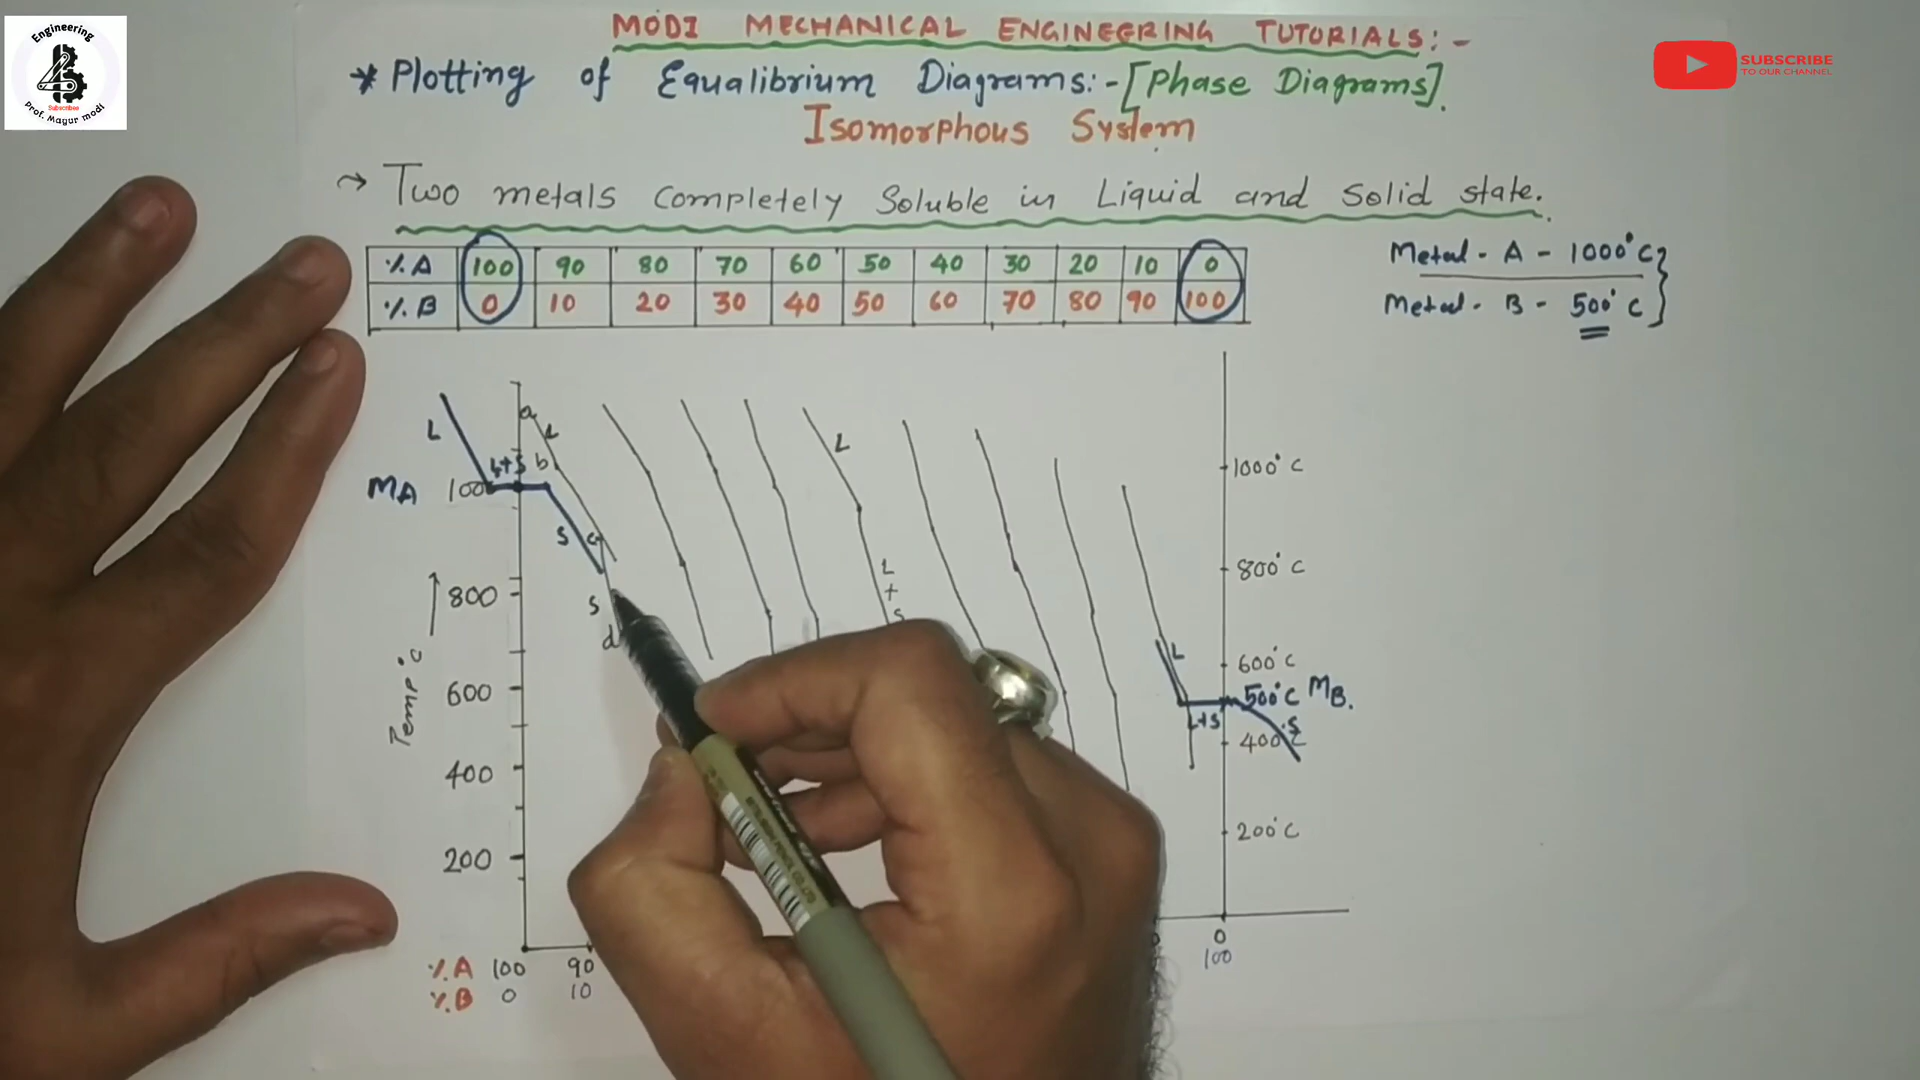 Engineering
Subscribes
Prof. Mayur modi
MODI MECHANICAL ENGINEERING TUTORIALS:-
SUBSCRIBE
TO OUR CHANNEL
* Plotting of Equalibrium Diagrams:-[Phase Diagrams].
Isomorphous System
→ Two metals completely Soluble in Liquid and Solid state.
%A 100 90 80 70 60 50 40 30 20 10 0
%B 0 10 20 30 40 50 60 70 80 90 100
Metal - A - 1000°C
Metal - B - 500°C
a
L
L
L
L+S
b
1000°C
MA
100
S
c
L
+
S
800°C
800
S
d
Temp °C
L
600°C
600
500°C MB.
L+S
S
400
400
200°C
200
%A 100 90
0
%B 0 10
100